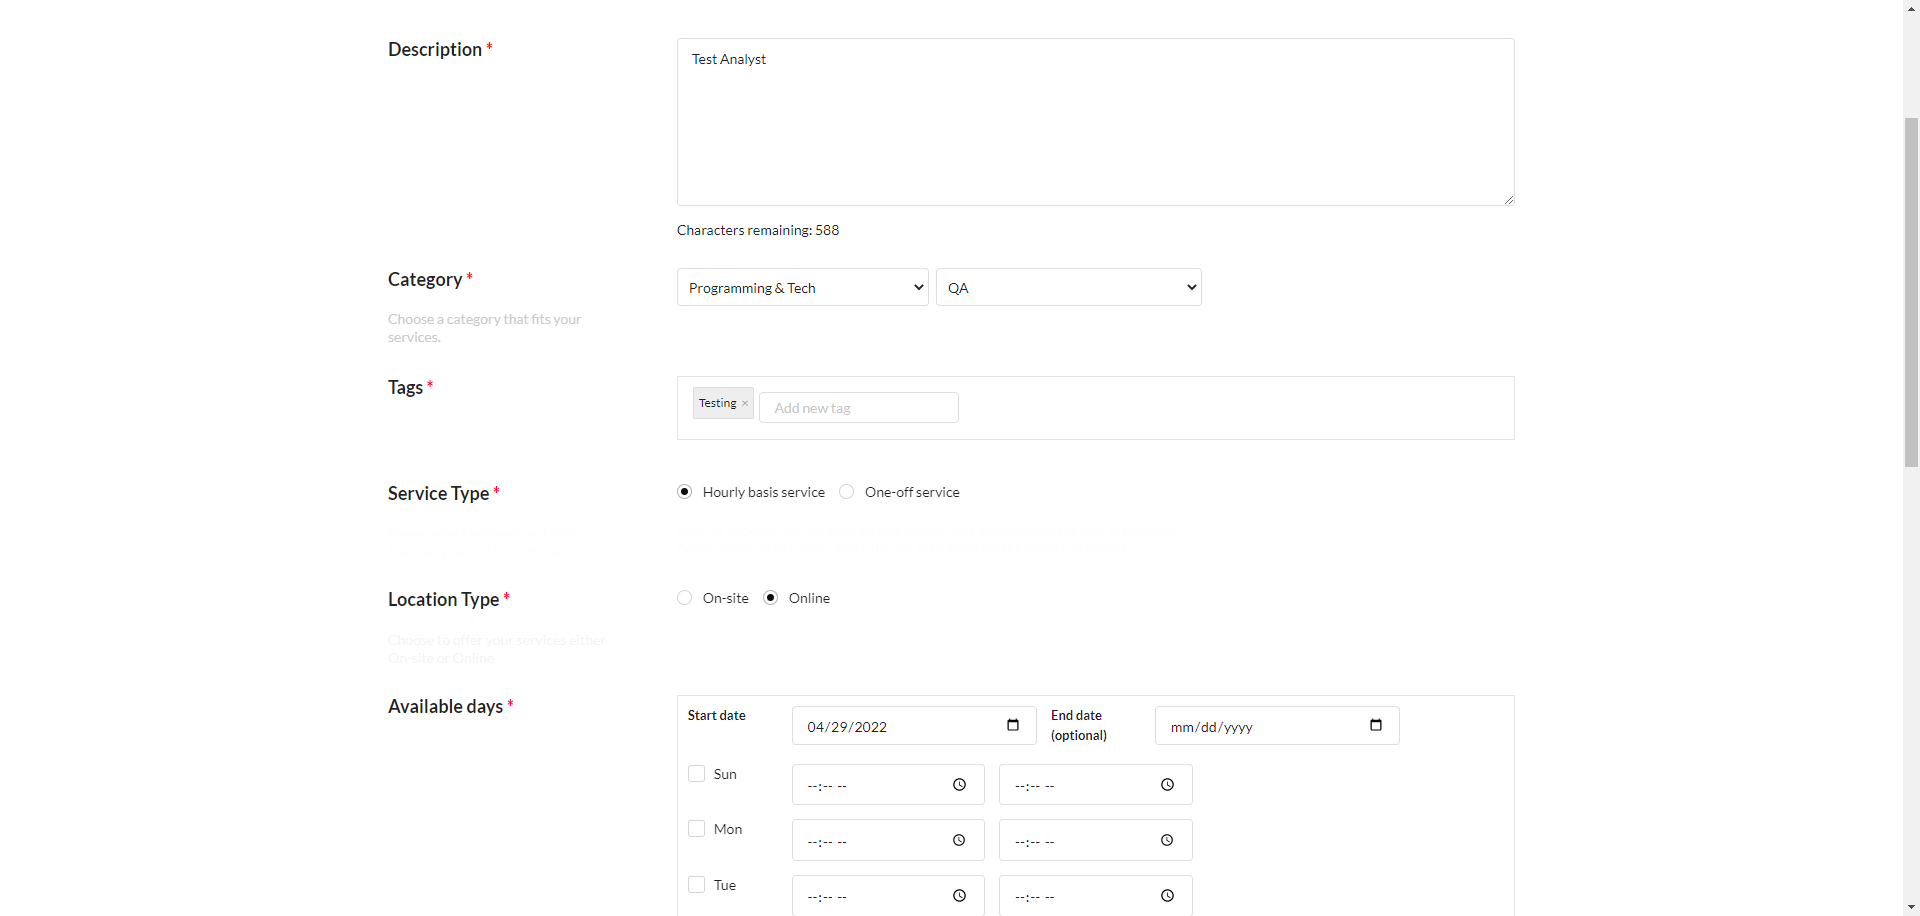 Description *
Test Analyst
Characters remaining: 588
Category *
Programming & Tech
QA
Choose a category that fits your
services.
Tags *
Testing ×
Add new tag
Service Type *
Hourly basis service
One-off service
Location Type *
On-site
Online
Choose to offer your services either
On-site or Online
Available days *
Start date
04/29/2022
End date
(optional)
mm/dd/yyyy
Sun
--:-- --
--:-- --
Mon
--:-- --
--:-- --
Tue
--:-- --
--:-- --